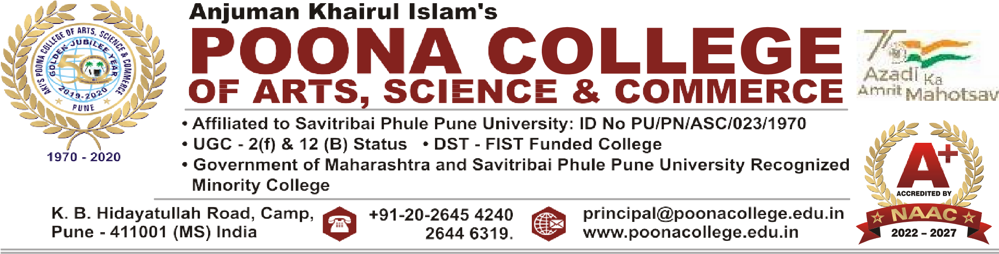 Anjuman Khairul Islam's
POONA COLLEGE
OF ARTS, SCIENCE & COMMERCE
AKI'S POONA COLLEGE OF ARTS, SCIENCE & COMMERCE
GOLDEN JUBILEE YEAR
50
2019-2020
PUNE
1970 - 2020
75
Azadi Ka
Amrit Mahotsav
• Affiliated to Savitribai Phule Pune University: ID No PU/PN/ASC/023/1970
• UGC - 2(f) & 12 (B) Status • DST - FIST Funded College
• Government of Maharashtra and Savitribai Phule Pune University Recognized
Minority College
A+
ACCREDITED BY
NAAC
2022 – 2027
K. B. Hidayatullah Road, Camp,
Pune - 411001 (MS) India
+91-20-2645 4240
2644 6319.
principal@poonacollege.edu.in
www.poonacollege.edu.in